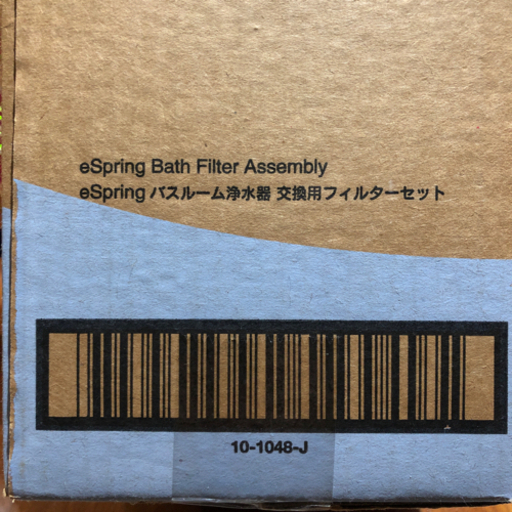 eSpring Bath Filter Assembly
eSpring バスルーム浄水器 交換用フィルターセット
10-1048-J